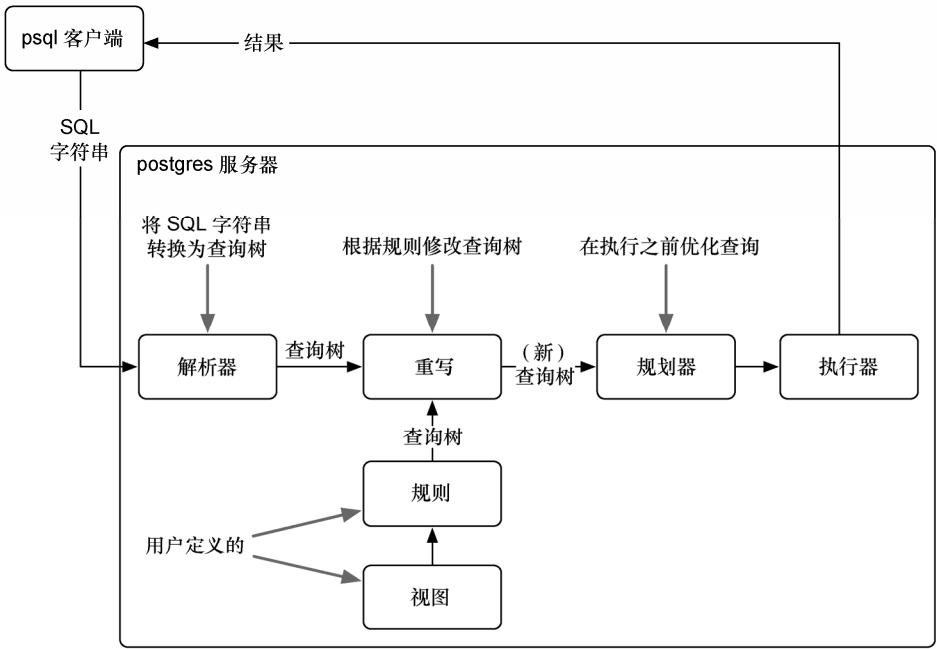 psql 客户端
结果
SQL
字符串
postgres 服务器
将 SQL 字符串
转换为查询树
根据规则修改查询树
在执行之前优化查询
解析器
查询树
重写
（新）
查询树
规划器
执行器
查询树
规则
用户定义的
视图